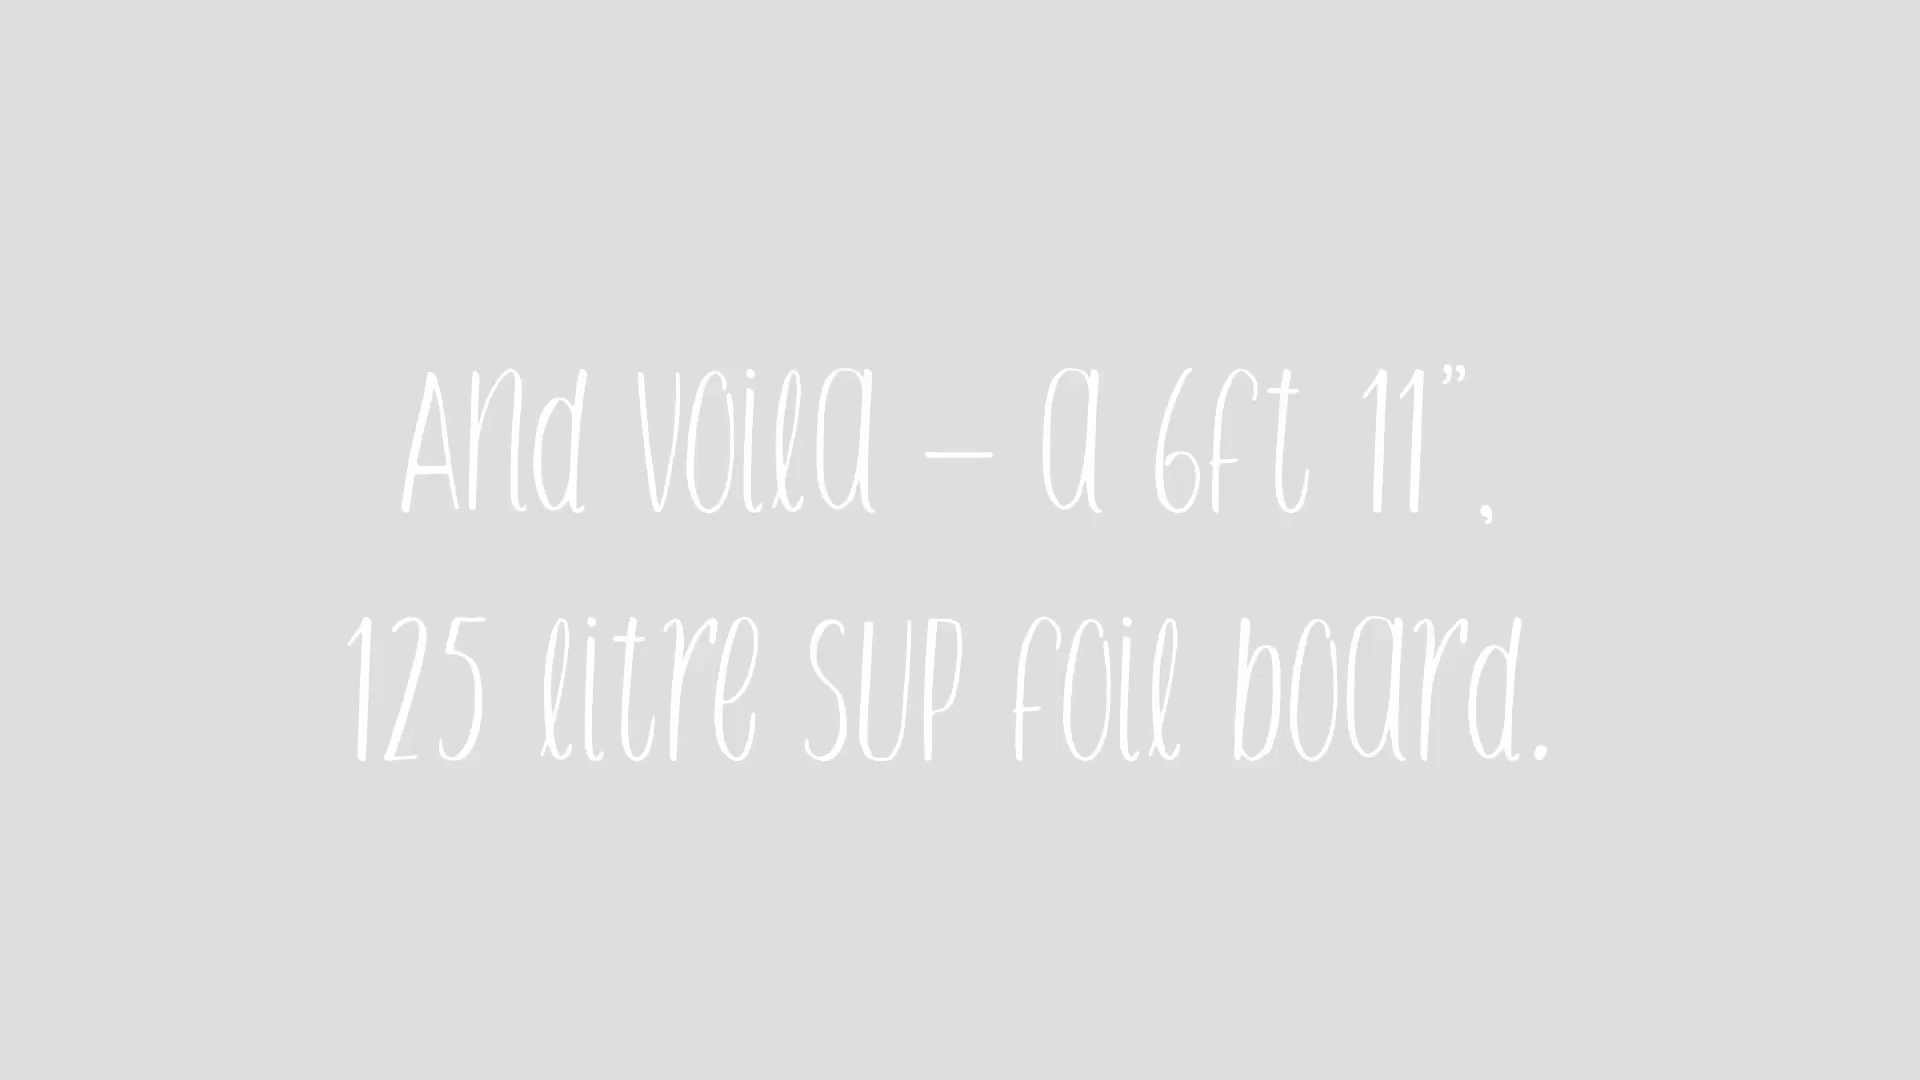 And voila – a 6ft 11”,
125 litre SUP foil board.